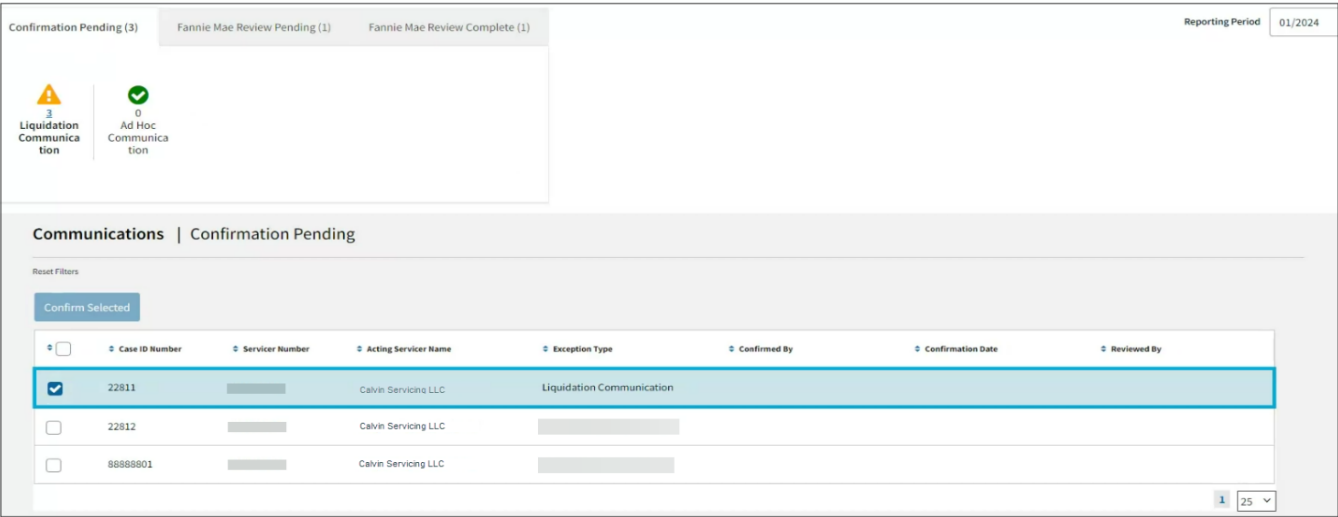 Confirmation Pending (3) Fannie Mae Review Pending (1) Fannie Mae Review Complete (1) Reporting Period 01/2024
3 0
Liquidation Ad Hoc
Communica Communica
tion tion
Communications | Confirmation Pending
Reset Filters
Confirm Selected
Case ID Number Servicer Number Acting Servicer Name Exception Type Confirmed By Confirmation Date Reviewed By
22811 Calvin Servicing LLC Liquidation Communication
22812 Calvin Servicing LLC
88888801 Calvin Servicing LLC
1 25